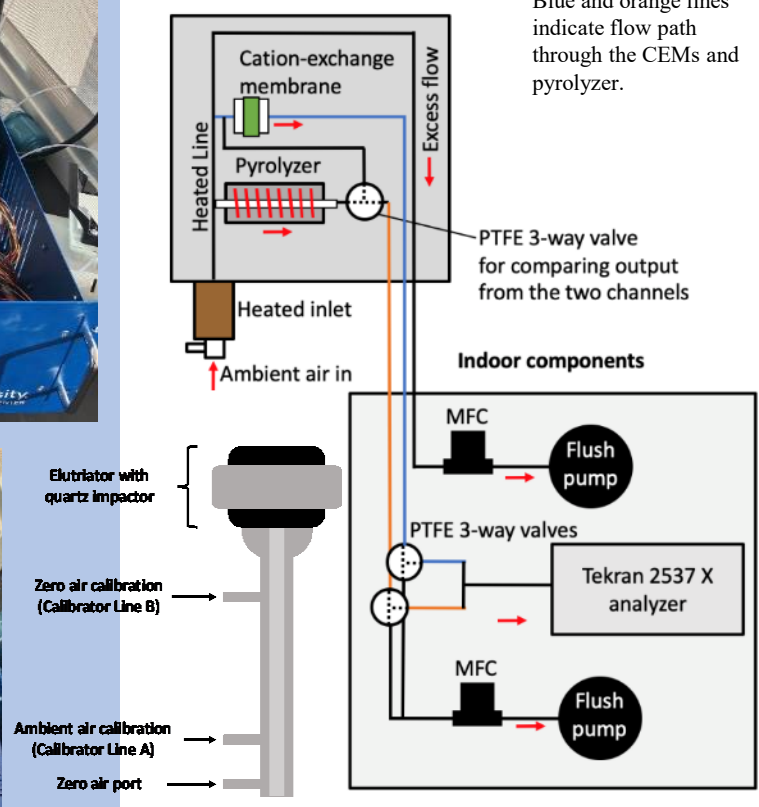 Blue and orange lines
indicate flow path
through the CEMs and
pyrolyzer.
Cation-exchange
membrane
Excess flow
Heated Line
Pyrolyzer
PTFE 3-way valve
for comparing output
from the two channels
Heated inlet
Ambient air in
Indoor components
MFC
Flush
pump
PTFE 3-way valves
Tekran 2537 X
analyzer
MFC
Flush
pump
Elutriator with
quartz impactor
Zero air calibration
(Calibrator Line B)
Ambient air calibration
(Calibrator Line A)
Zero air port